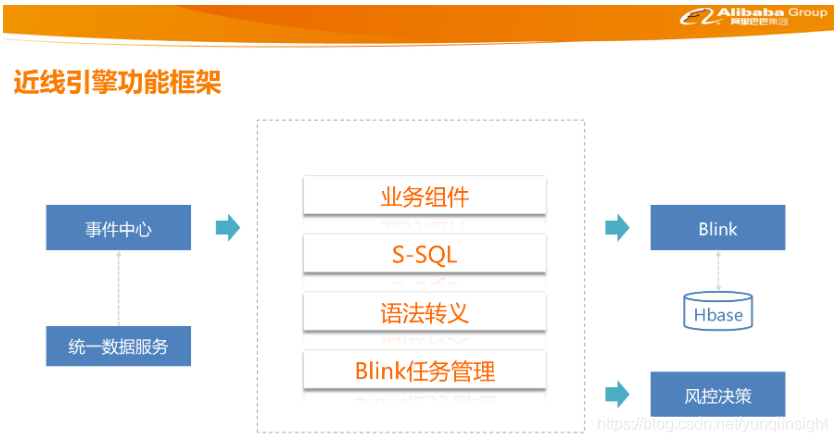 Alibaba Group
阿里巴巴集团
近线引擎功能框架
事件中心
统一数据服务
业务组件
S-SQL
语法转义
Blink任务管理
Blink
Hbase
风控决策
https://blog.csdn.net/yunqiinsight